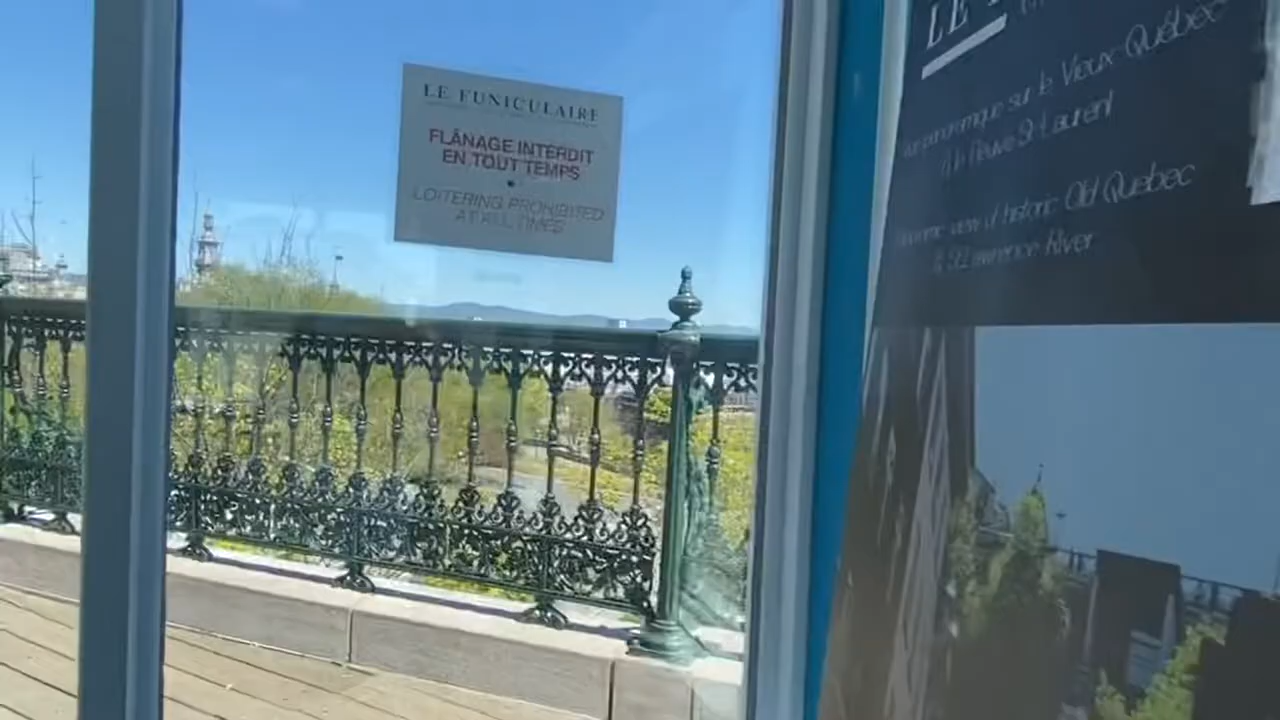 LE FUNICULAIRE
FLÂNAGE INTERDIT
EN TOUT TEMPS
LOITERING PROHIBITED
AT ALL TIMES
LE
panoramique sur le Vieux-Québec
Fleuve St-Laurent
view of historic Old Quebec
& St-Lawrence River